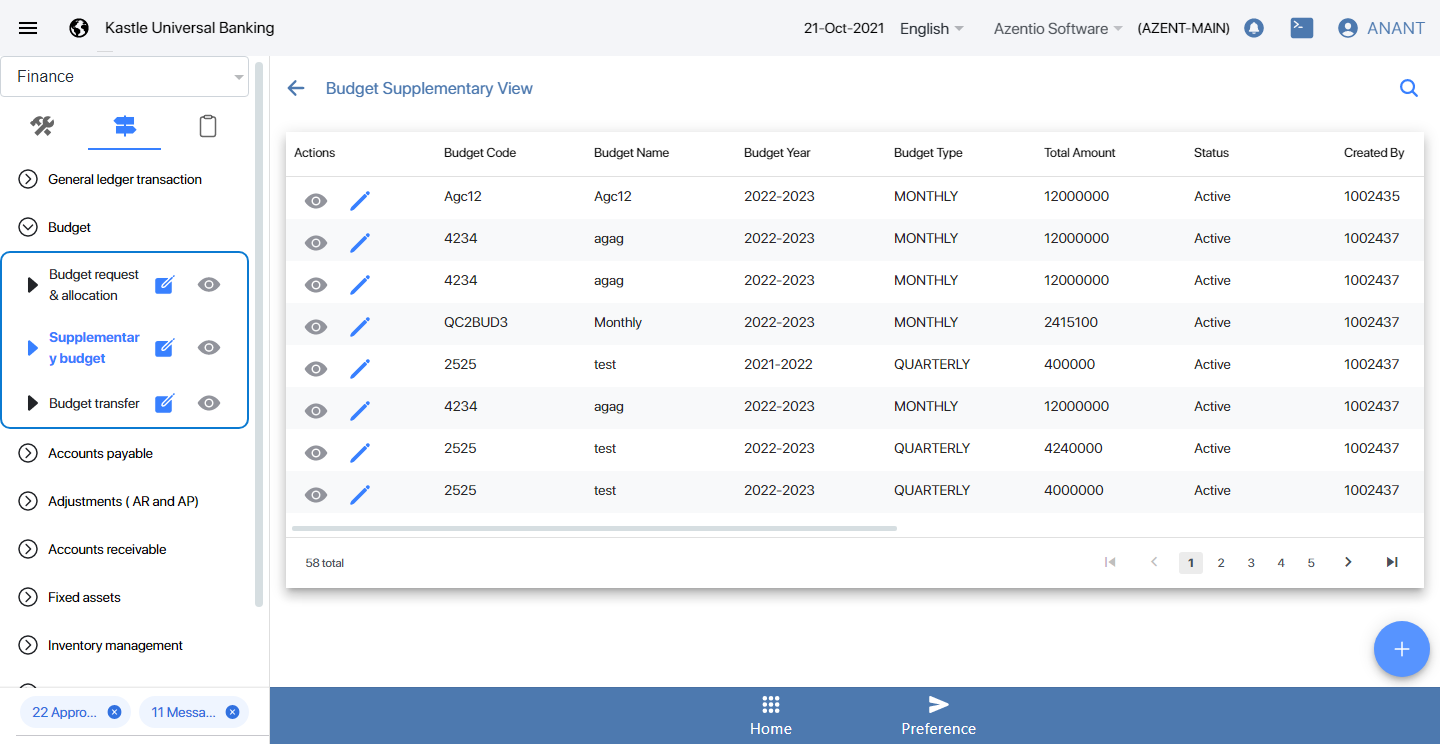 Kastle Universal Banking
21-Oct-2021 English Azentio Software (AZENT-MAIN) ANANT
Finance
General ledger transaction
Budget
Budget request
& allocation
Supplementar
y budget
Budget transfer
Accounts payable
Adjustments ( AR and AP)
Accounts receivable
Fixed assets
Inventory management
22 Appro... 11 Messa...
Budget Supplementary View
Actions Budget Code Budget Name Budget Year Budget Type Total Amount Status Created By
Agc12 Agc12 2022-2023 MONTHLY 12000000 Active 1002435
4234 agag 2022-2023 MONTHLY 12000000 Active 1002437
4234 agag 2022-2023 MONTHLY 12000000 Active 1002437
QC2BUD3 Monthly 2022-2023 MONTHLY 2415100 Active 1002437
2525 test 2021-2022 QUARTERLY 400000 Active 1002437
4234 agag 2022-2023 MONTHLY 12000000 Active 1002437
2525 test 2022-2023 QUARTERLY 4240000 Active 1002437
2525 test 2022-2023 QUARTERLY 4000000 Active 1002437
58 total 1 2 3 4 5
Home Preference